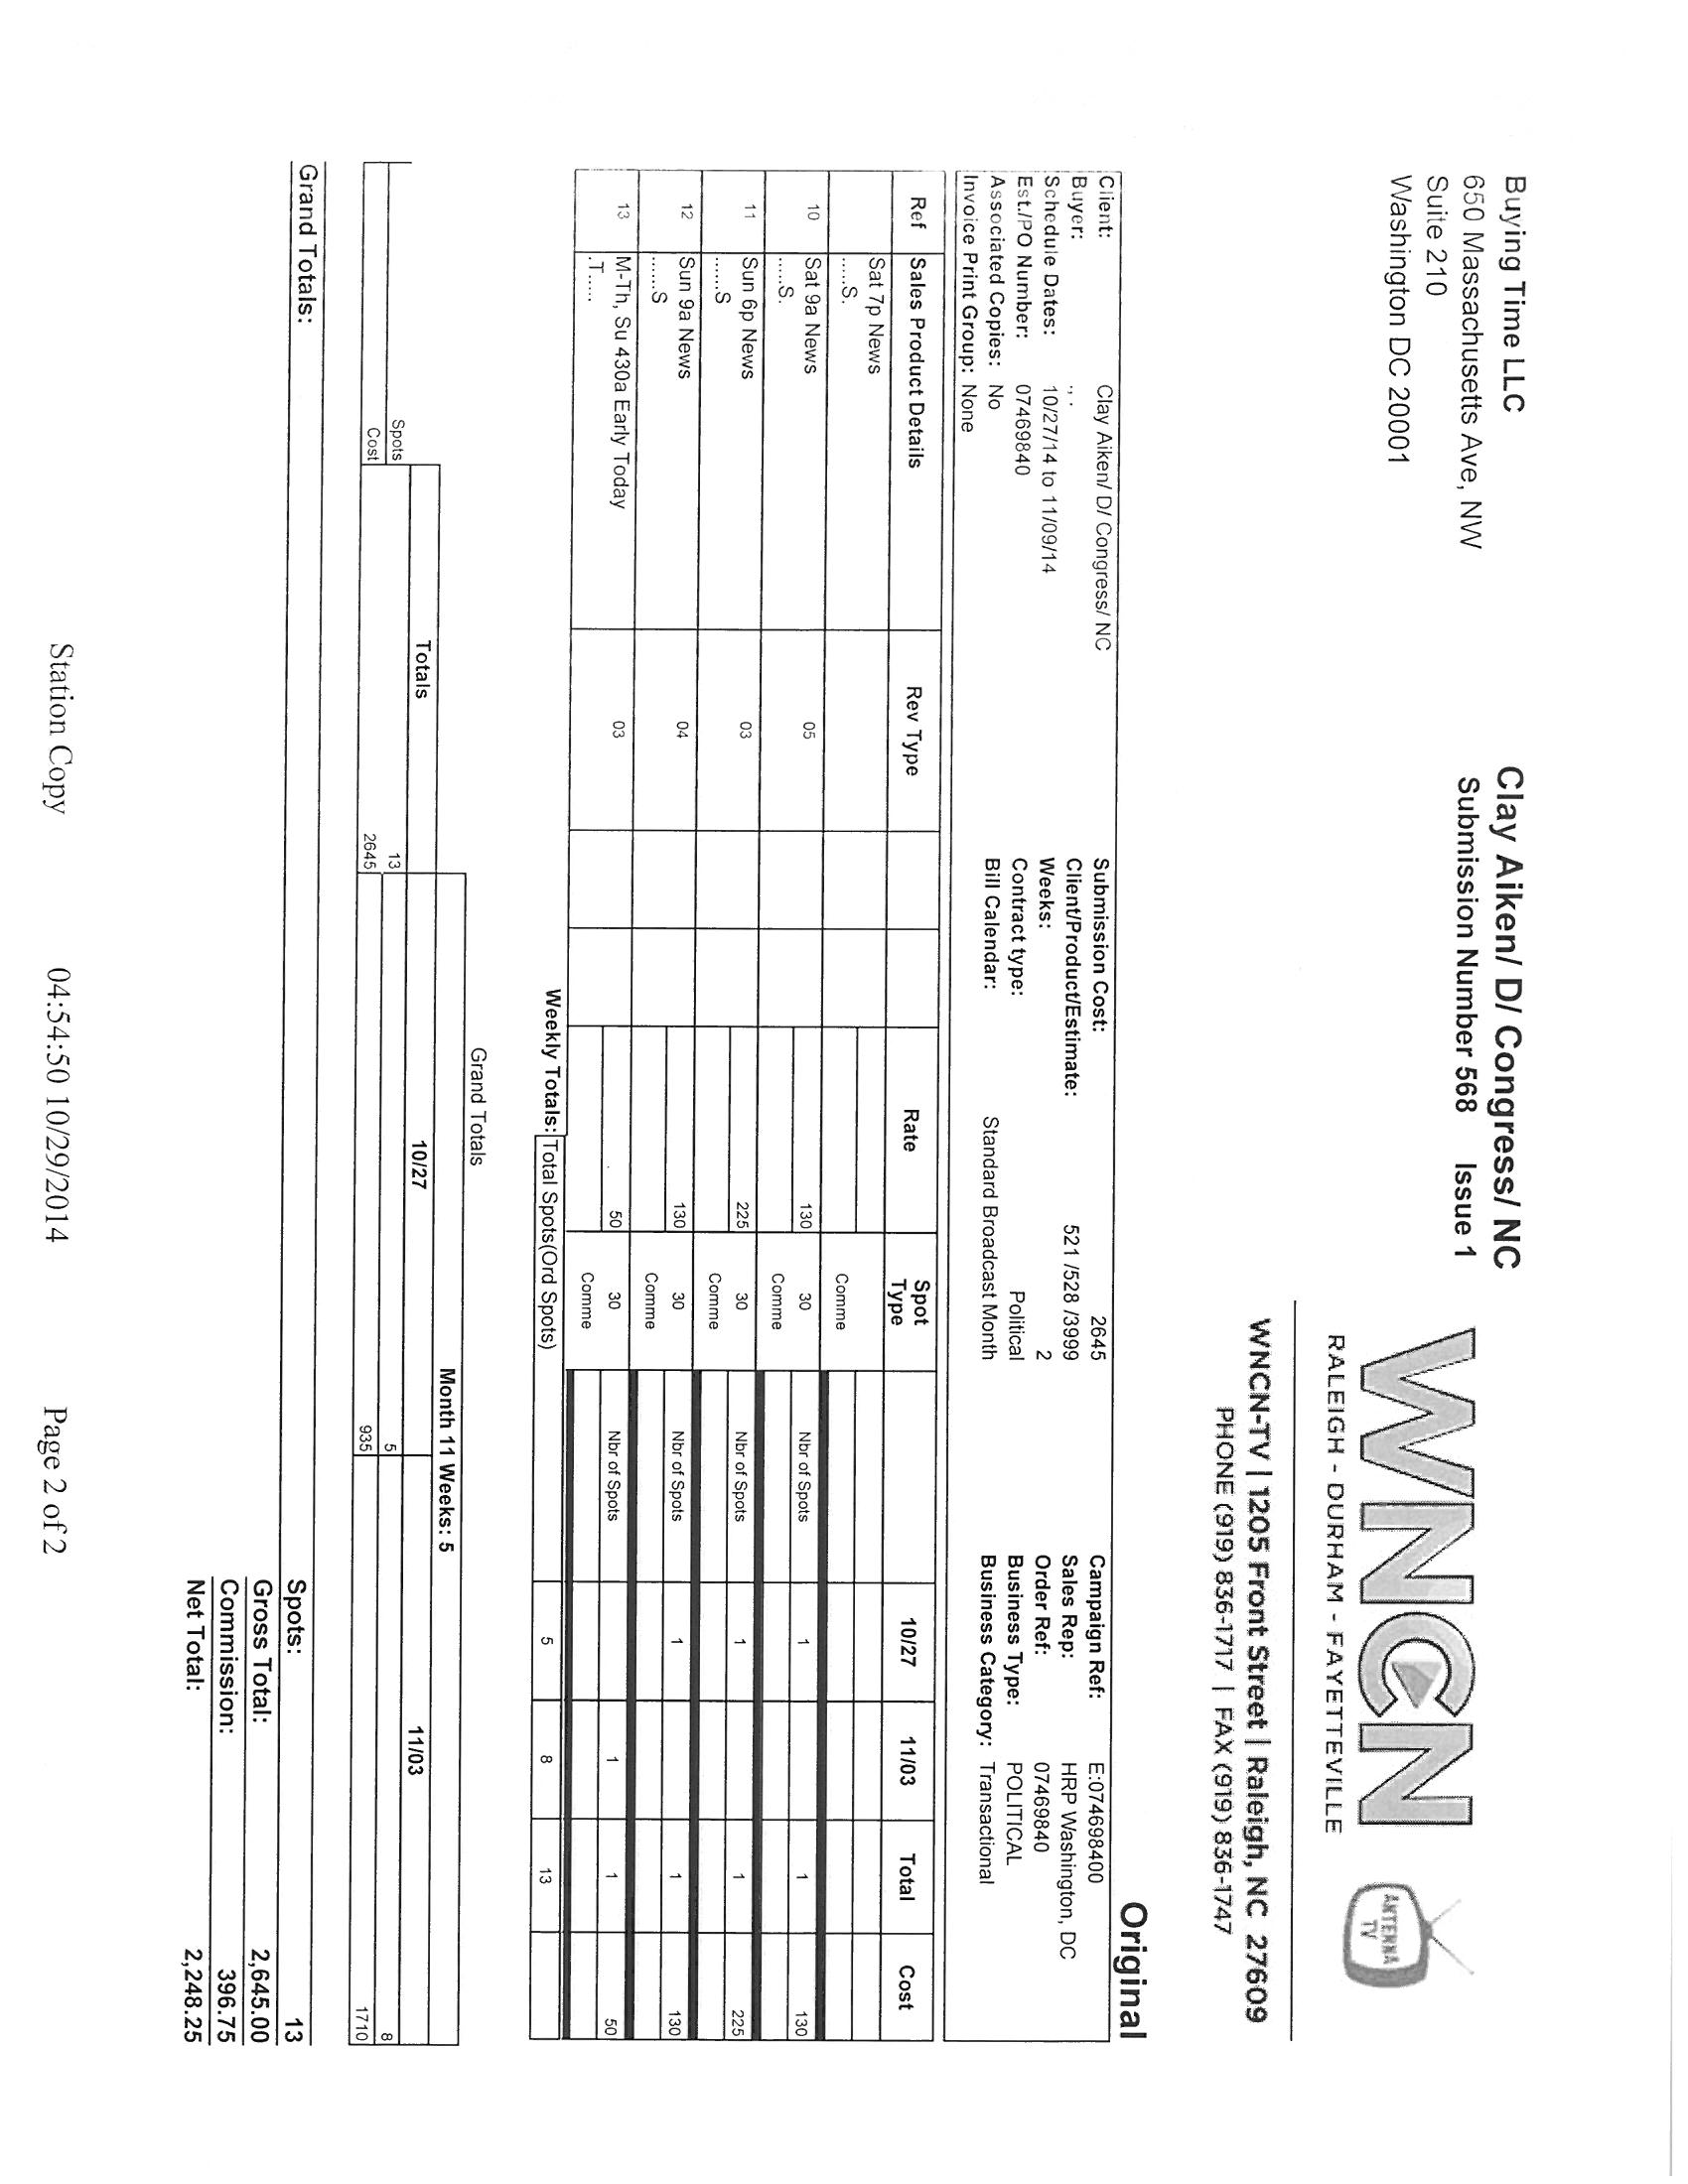 Buying Time LLC
650 Massachusetts Ave, NW
Suite 210
Washington DC 20001
Clay Aiken/ D/ Congress/ NC
Submission Number 568 Issue 1
WNCN
RALEIGH - DURHAM - FAYETTEVILLE
ANTENNA
TV
WNCN-TV | 1205 Front Street | Raleigh, NC 27609
PHONE (919) 836-1717 | FAX (919) 836-1747
Original
Client: Clay Aiken/ D/ Congress/ NC Submission Cost: 2645 Campaign Ref: E:074698400
Buyer: ., . Client/Product/Estimate: 521 /528 /3999 Sales Rep: HRP Washington, DC
Schedule Dates: 10/27/14 to 11/09/14 Weeks: 2 Order Ref: 07469840
Est./PO Number: 07469840 Contract type: Political Business Type: POLITICAL
Associated Copies: No Bill Calendar: Standard Broadcast Month Business Category: Transactional
Invoice Print Group: None
Ref Sales Product Details Rev Type Rate Spot Type 10/27 11/03 Total Cost
Sat 7p News
.....S. Comme
10 Sat 9a News 05 130 30 Nbr of Spots 1 1 130
.....S. Comme
11 Sun 6p News 03 225 30 Nbr of Spots 1 1 225
......S Comme
12 Sun 9a News 04 130 30 Nbr of Spots 1 1 130
......S Comme
13 M-Th, Su 430a Early Today 03 50 30 Nbr of Spots 1 1 50
.T..... Comme
Weekly Totals: Total Spots(Ord Spots) 5 8 13
Grand Totals
Month 11 Weeks: 5
Totals 10/27 11/03
Spots 13 5 8
Cost 2645 935 1710
Grand Totals: Spots: 13
Gross Total: 2,645.00
Commission: 396.75
Net Total: 2,248.25
Station Copy 04:54:50 10/29/2014 Page 2 of 2